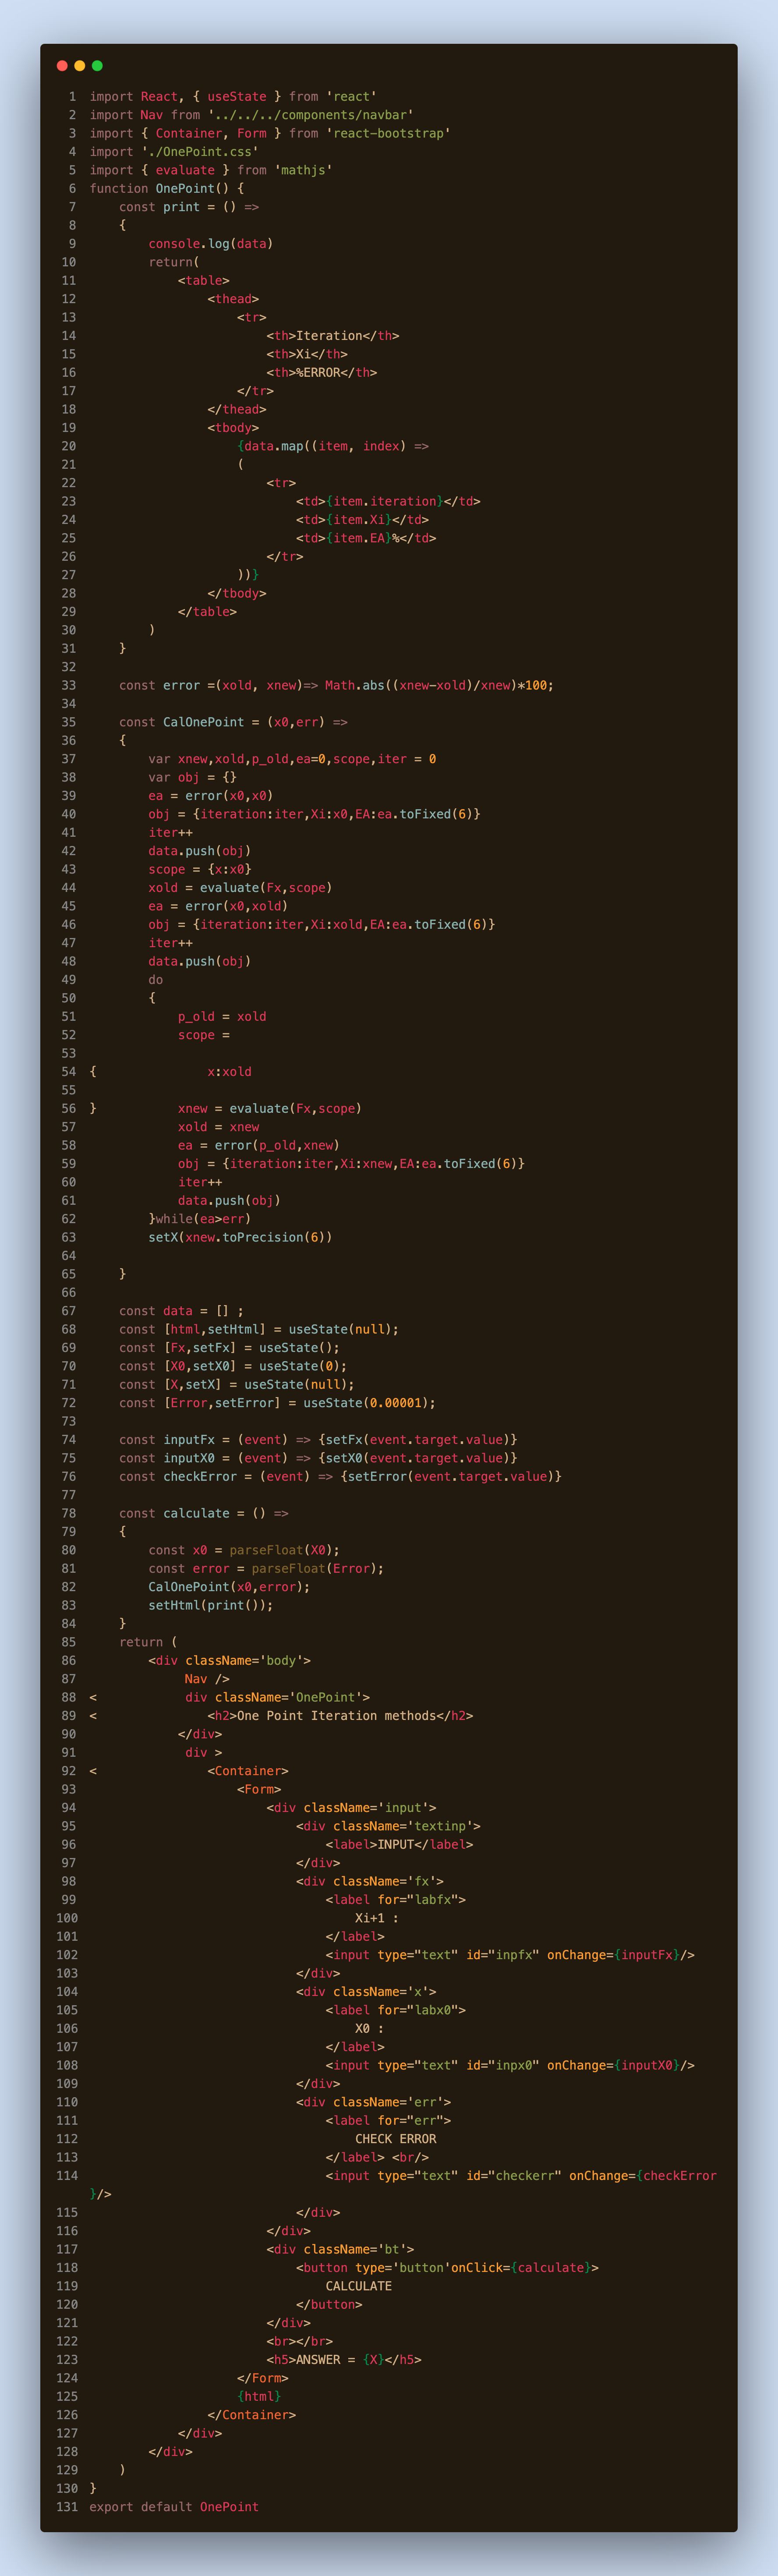 1 import React, { useState } from 'react'
2 import Nav from '../../../components/navbar'
3 import { Container, Form } from 'react-bootstrap'
4 import './OnePoint.css'
5 import { evaluate } from 'mathjs'
6 function OnePoint() {
7     const print = () =>
8     {
9         console.log(data)
10         return(
11             <table>
12                 <thead>
13                     <tr>
14                         <th>Iteration</th>
15                         <th>Xi</th>
16                         <th>%ERROR</th>
17                     </tr>
18                 </thead>
19                 <tbody>
20                     {data.map((item, index) =>
21                     (
22                         <tr>
23                             <td>{item.iteration}</td>
24                             <td>{item.Xi}</td>
25                             <td>{item.EA}%</td>
26                         </tr>
27                     ))}
28                 </tbody>
29             </table>
30         )
31     }
32
33     const error =(xold, xnew)=> Math.abs((xnew-xold)/xnew)*100;
34
35     const CalOnePoint = (x0,err) =>
36     {
37         var xnew,xold,p_old,ea=0,scope,iter = 0
38         var obj = {}
39         ea = error(x0,x0)
40         obj = {iteration:iter,Xi:x0,EA:ea.toFixed(6)}
41         iter++
42         data.push(obj)
43         scope = {x:x0}
44         xold = evaluate(Fx,scope)
45         ea = error(x0,xold)
46         obj = {iteration:iter,Xi:xold,EA:ea.toFixed(6)}
47         iter++
48         data.push(obj)
49         do
50         {
51             p_old = xold
52             scope =
53
54 {               x:xold
55
56 }           xnew = evaluate(Fx,scope)
57             xold = xnew
58             ea = error(p_old,xnew)
59             obj = {iteration:iter,Xi:xnew,EA:ea.toFixed(6)}
60             iter++
61             data.push(obj)
62         }while(ea>err)
63         setX(xnew.toPrecision(6))
64
65     }
66
67     const data = [] ;
68     const [html,setHtml] = useState(null);
69     const [Fx,setFx] = useState();
70     const [X0,setX0] = useState(0);
71     const [X,setX] = useState(null);
72     const [Error,setError] = useState(0.00001);
73
74     const inputFx = (event) => {setFx(event.target.value)}
75     const inputX0 = (event) => {setX0(event.target.value)}
76     const checkError = (event) => {setError(event.target.value)}
77
78     const calculate = () =>
79     {
80         const x0 = parseFloat(X0);
81         const error = parseFloat(Error);
82         CalOnePoint(x0,error);
83         setHtml(print());
84     }
85     return (
86         <div className='body'>
87              Nav />
88 <            div className='OnePoint'>
89 <               <h2>One Point Iteration methods</h2>
90             </div>
91              div >
92 <               <Container>
93                     <Form>
94                         <div className='input'>
95                             <div className='textinp'>
96                                 <label>INPUT</label>
97                             </div>
98                             <div className='fx'>
99                                 <label for="labfx">
100                                     Xi+1 :
101                                 </label>
102                                 <input type="text" id="inpfx" onChange={inputFx}/>
103                             </div>
104                             <div className='x'>
105                                 <label for="labx0">
106                                     X0 :
107                                 </label>
108                                 <input type="text" id="inpx0" onChange={inputX0}/>
109                             </div>
110                             <div className='err'>
111                                 <label for="err">
112                                     CHECK ERROR
113                                 </label> <br/>
114                                 <input type="text" id="checkerr" onChange={checkError
}/>
115                             </div>
116                         </div>
117                         <div className='bt'>
118                             <button type='button'onClick={calculate}>
119                                 CALCULATE
120                             </button>
121                         </div>
122                         <br></br>
123                         <h5>ANSWER = {X}</h5>
124                     </Form>
125                     {html}
126                 </Container>
127             </div>
128         </div>
129     )
130 }
131 export default OnePoint